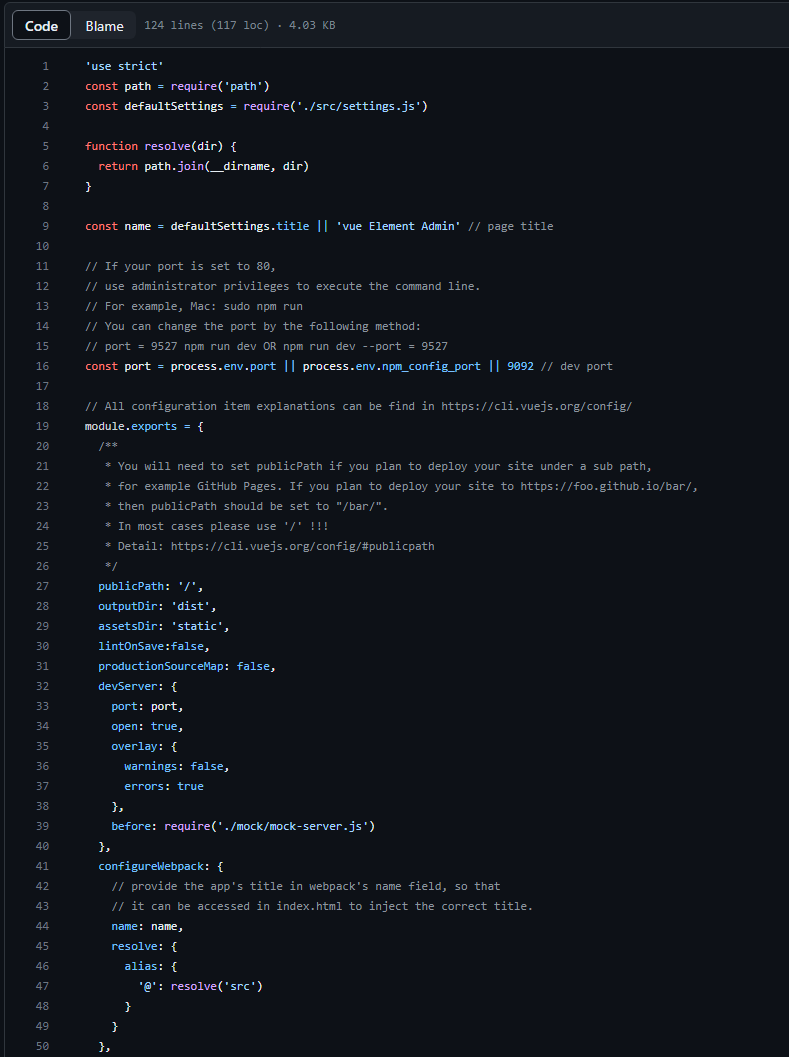 Code Blame 124 lines (117 loc) · 4.03 KB
1 'use strict'
2 const path = require('path')
3 const defaultSettings = require('./src/settings.js')
4
5 function resolve(dir) {
6   return path.join(__dirname, dir)
7 }
8
9 const name = defaultSettings.title || 'vue Element Admin' // page title
10
11 // If your port is set to 80,
12 // use administrator privileges to execute the command line.
13 // For example, Mac: sudo npm run
14 // You can change the port by the following method:
15 // port = 9527 npm run dev OR npm run dev --port = 9527
16 const port = process.env.port || process.env.npm_config_port || 9092 // dev port
17
18 // All configuration item explanations can be find in https://cli.vuejs.org/config/
19 module.exports = {
20   /**
21    * You will need to set publicPath if you plan to deploy your site under a sub path,
22    * for example GitHub Pages. If you plan to deploy your site to https://foo.github.io/bar/,
23    * then publicPath should be set to "/bar/".
24    * In most cases please use '/' !!!
25    * Detail: https://cli.vuejs.org/config/#publicpath
26    */
27   publicPath: '/',
28   outputDir: 'dist',
29   assetsDir: 'static',
30   lintOnSave:false,
31   productionSourceMap: false,
32   devServer: {
33     port: port,
34     open: true,
35     overlay: {
36       warnings: false,
37       errors: true
38     },
39     before: require('./mock/mock-server.js')
40   },
41   configureWebpack: {
42     // provide the app's title in webpack's name field, so that
43     // it can be accessed in index.html to inject the correct title.
44     name: name,
45     resolve: {
46       alias: {
47         '@': resolve('src')
48       }
49     }
50   },